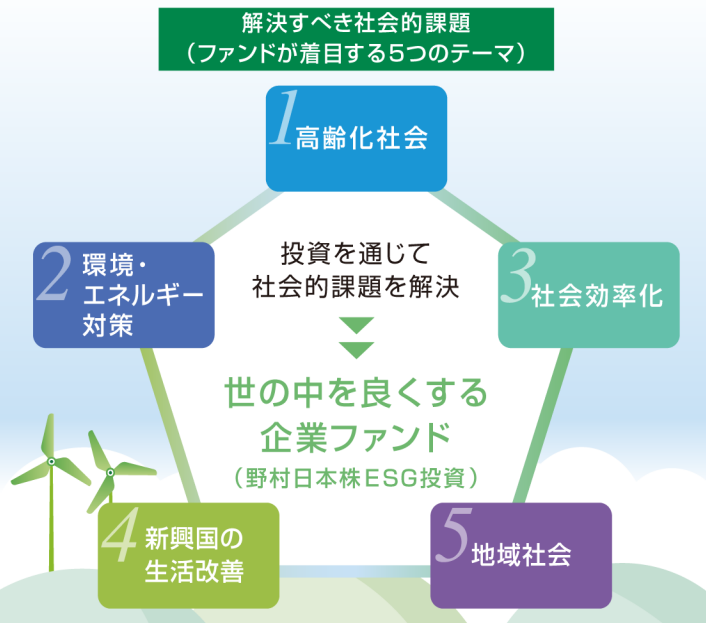 解決すべき社会的課題
（ファンドが着目する5つのテーマ）
1
高齢化社会
2
環境・
エネルギー
対策
3
社会効率化
投資を通じて
社会的課題を解決
世の中を良くする
企業ファンド
（野村日本株ESG投資）
4
新興国の
生活改善
5
地域社会